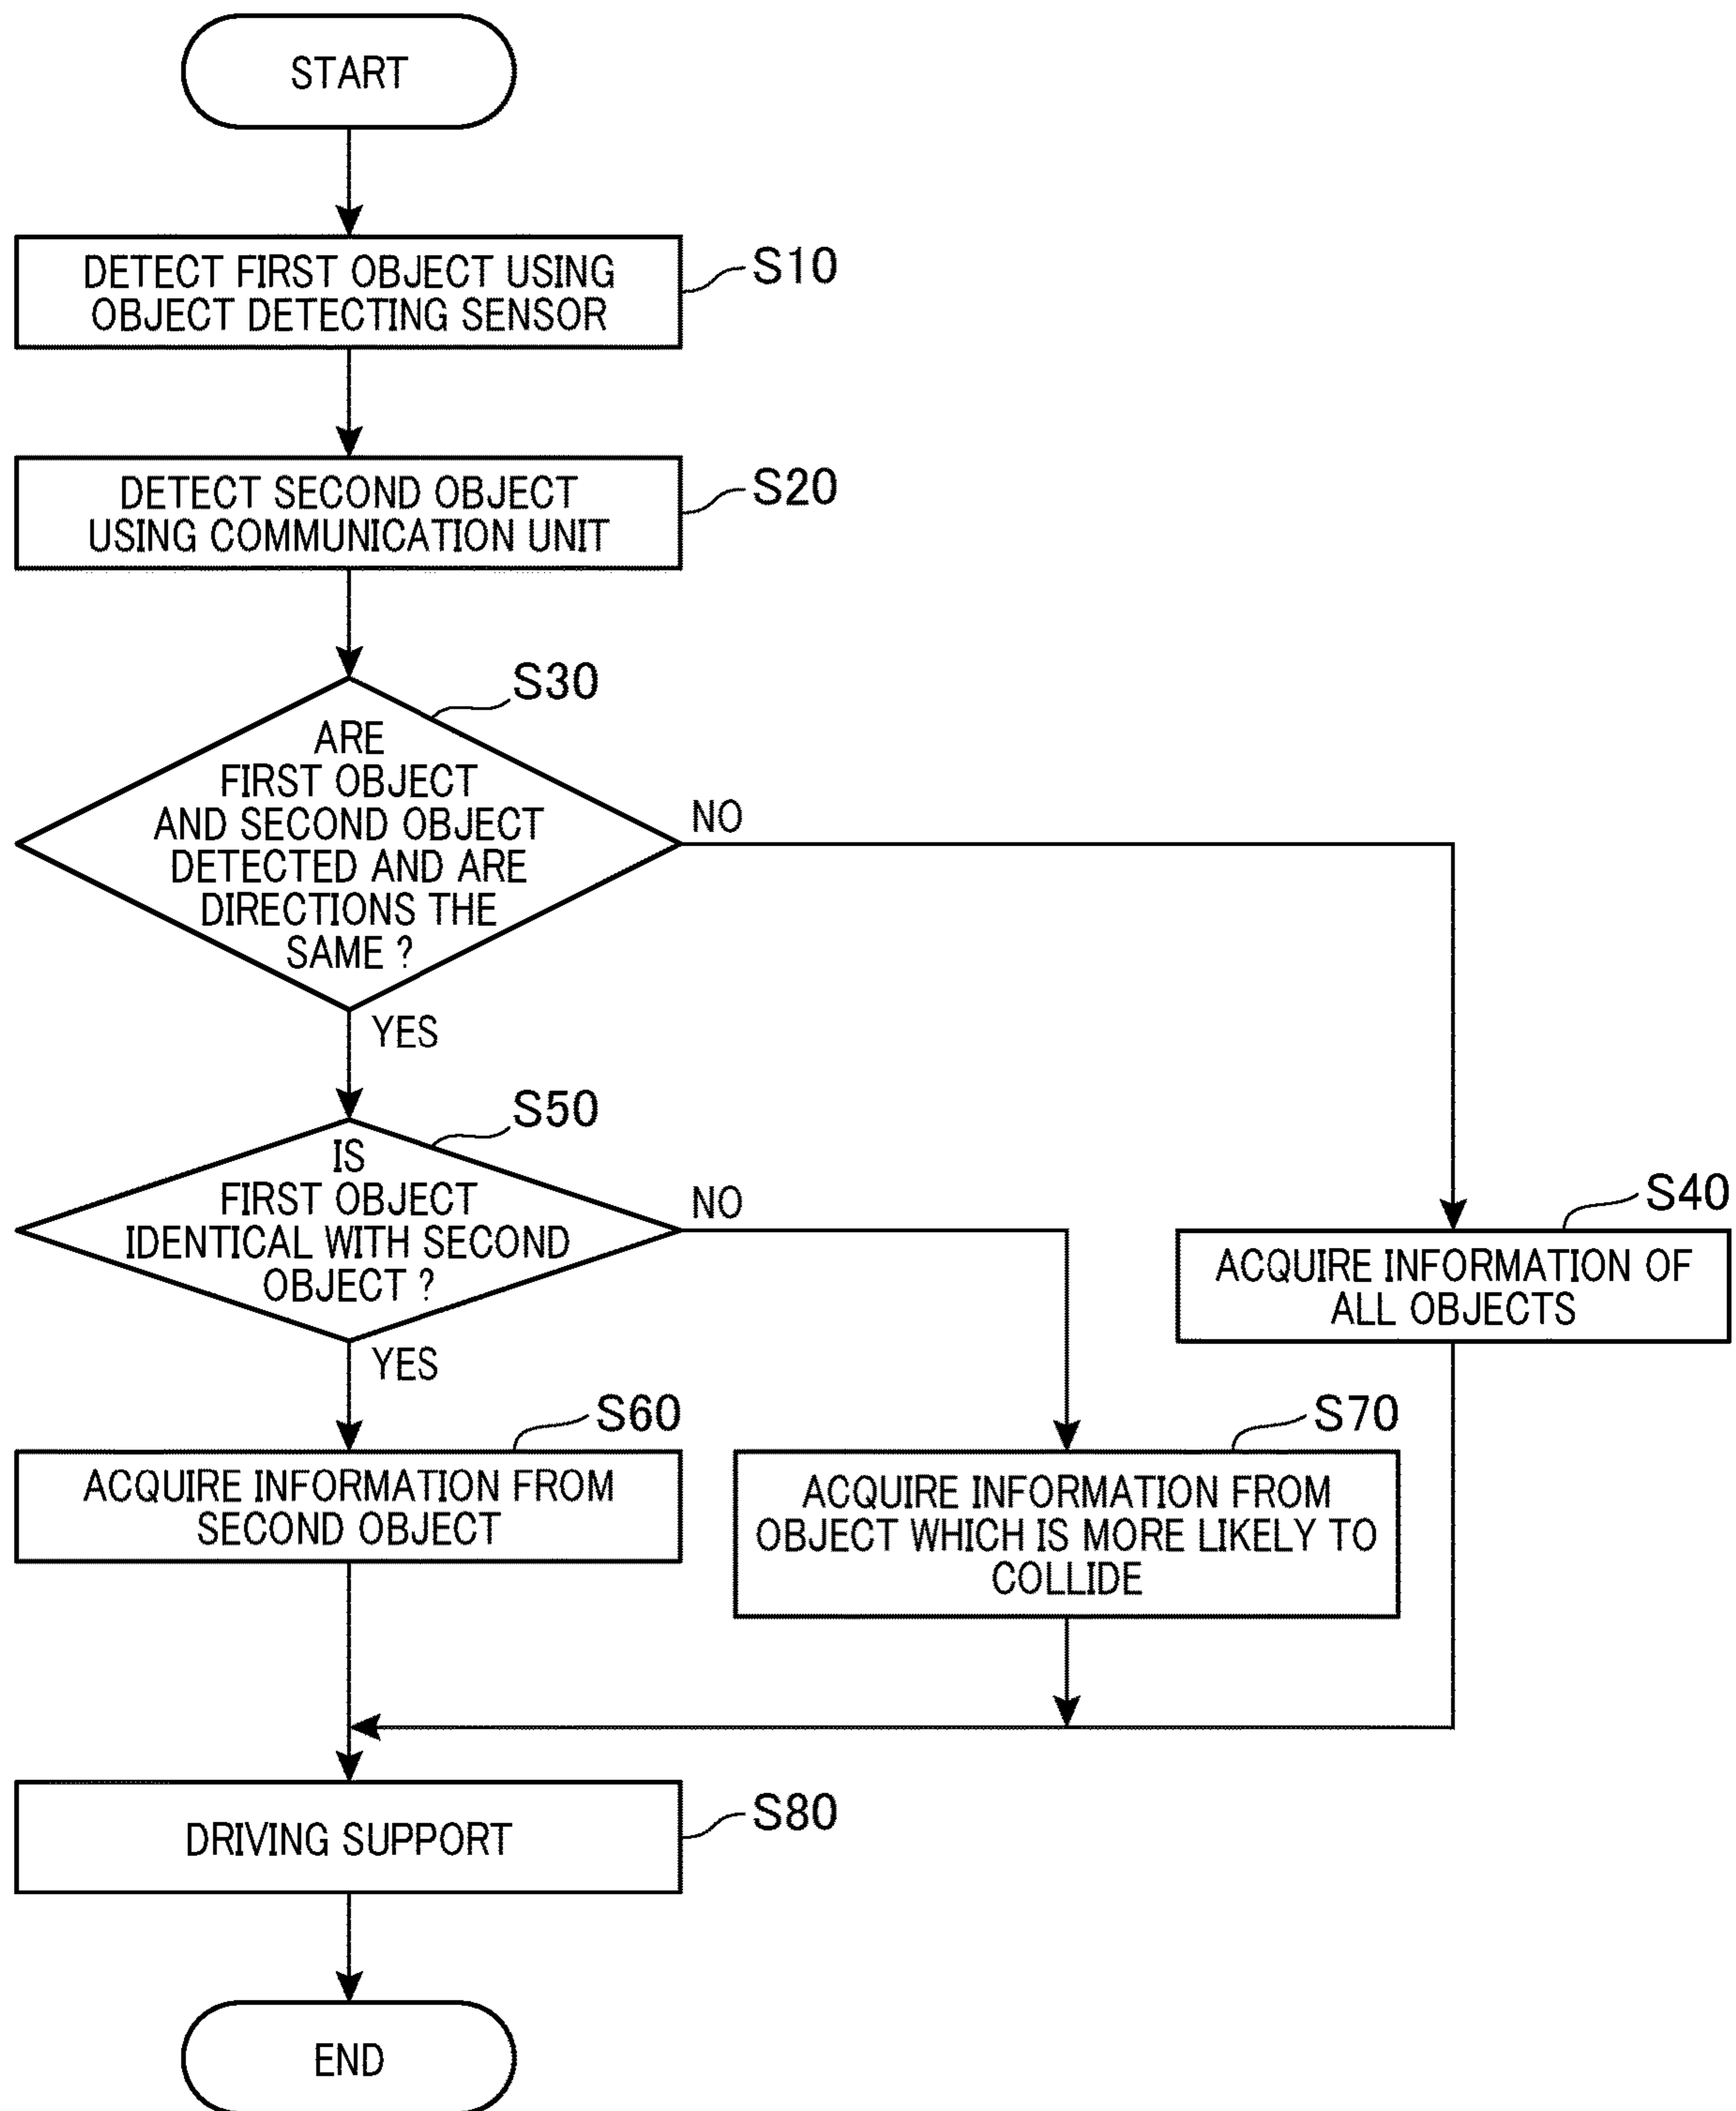 START
DETECT FIRST OBJECT USING
OBJECT DETECTING SENSOR
S10
DETECT SECOND OBJECT
USING COMMUNICATION UNIT
S20
S30
ARE
FIRST OBJECT
AND SECOND OBJECT
DETECTED AND ARE
DIRECTIONS THE
SAME ?
NO
YES
S50
IS
FIRST OBJECT
IDENTICAL WITH SECOND
OBJECT ?
NO
YES
S40
ACQUIRE INFORMATION OF
ALL OBJECTS
S60
ACQUIRE INFORMATION FROM
SECOND OBJECT
S70
ACQUIRE INFORMATION FROM
OBJECT WHICH IS MORE LIKELY TO
COLLIDE
DRIVING SUPPORT
S80
END